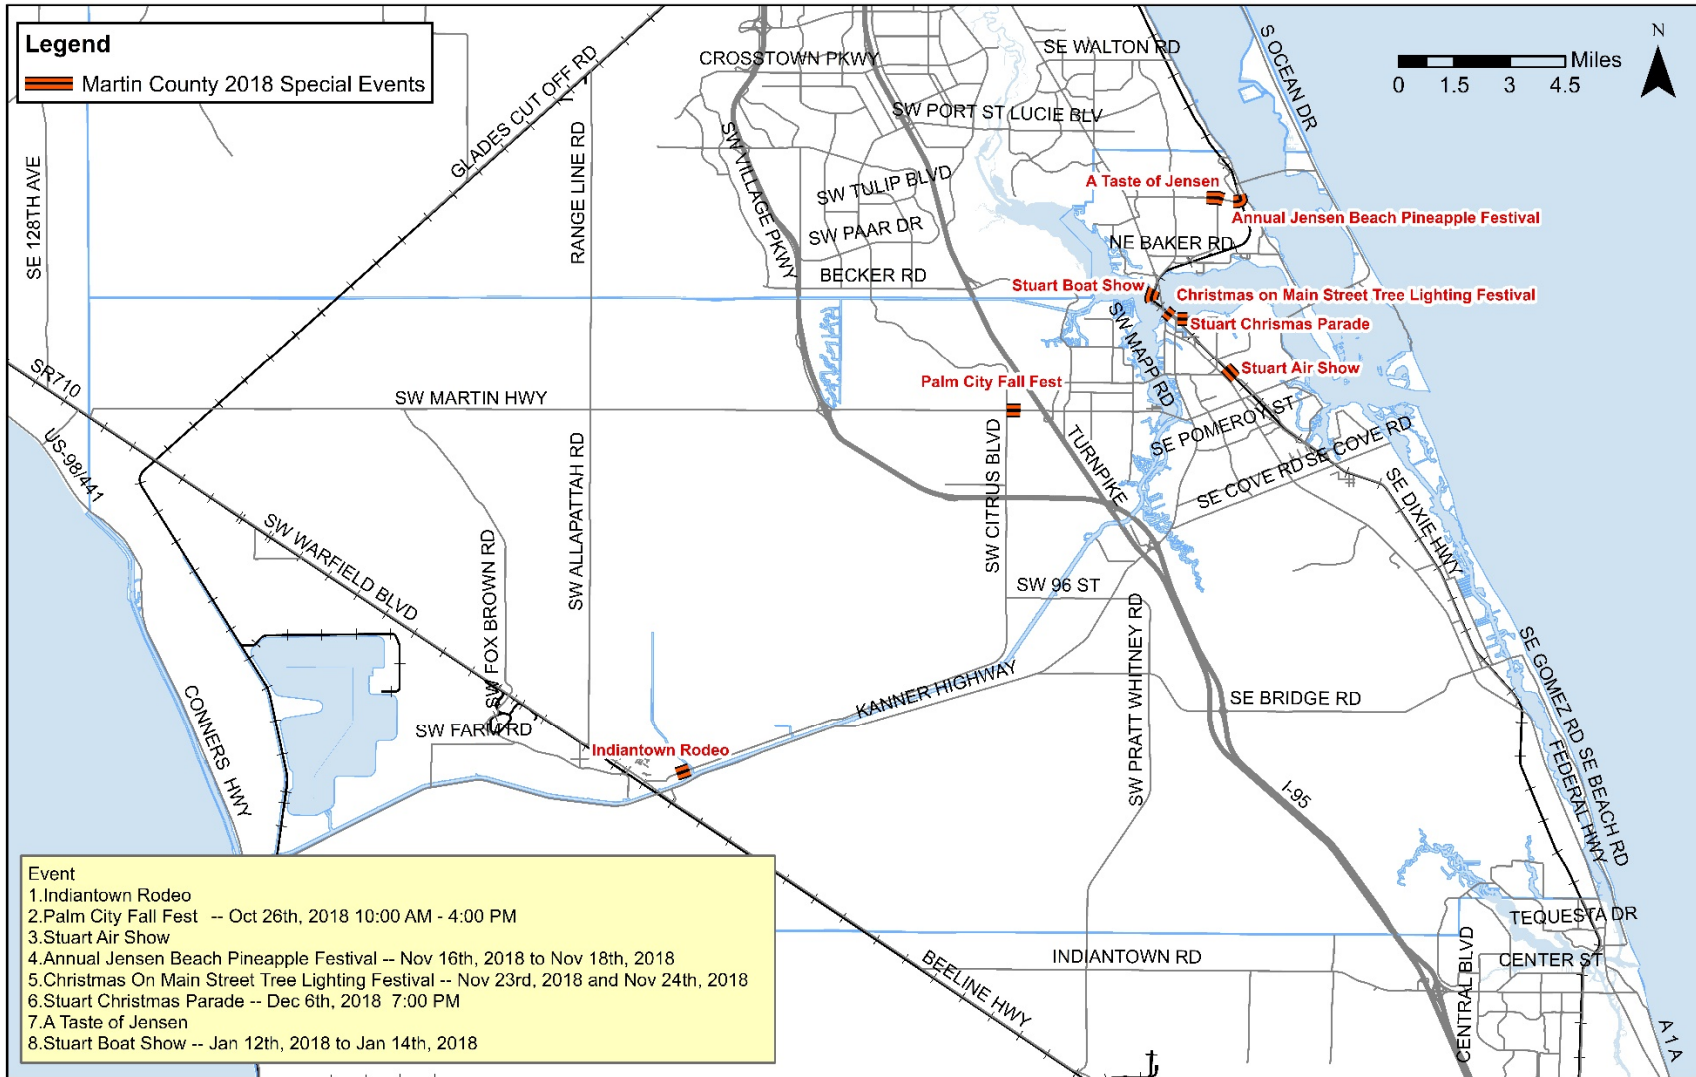 Legend
Martin County 2018 Special Events
N
Miles
0 1.5 3 4.5
SE WALTON RD
S OCEAN DR
CROSSTOWN PKWY
GLADES CUT OFF RD
SW PORT ST LUCIE BLV
SE 128TH AVE
RANGE LINE RD
SW VILLAGE PKWY
SW TULIP BLVD
A Taste of Jensen
Annual Jensen Beach Pineapple Festival
SW PAAR DR
NE BAKER RD
BECKER RD
Stuart Boat Show
Christmas on Main Street Tree Lighting Festival
Stuart Chrismas Parade
SW MAPP RD
Stuart Air Show
Palm City Fall Fest
SR710
SW MARTIN HWY
US-98/441
SE POMEROY ST
SE COVE RD
SE COVE RD
TURNPIKE
SW CITRUS BLVD
SW ALLAPATTAH RD
SE DIXIE HWY
SW WARFIELD BLVD
SW FOX BROWN RD
SW 96 ST
SW PRATT WHITNEY RD
KANNER HIGHWAY
SE BRIDGE RD
SE GOMEZ RD
SE BEACH RD
FEDERAL HWY
CONNERS HWY
SW FARM RD
Indiantown Rodeo
I-95
Event
1.Indiantown Rodeo
2.Palm City Fall Fest -- Oct 26th, 2018 10:00 AM - 4:00 PM
3.Stuart Air Show
4.Annual Jensen Beach Pineapple Festival -- Nov 16th, 2018 to Nov 18th, 2018
5.Christmas On Main Street Tree Lighting Festival -- Nov 23rd, 2018 and Nov 24th, 2018
6.Stuart Christmas Parade -- Dec 6th, 2018 7:00 PM
7.A Taste of Jensen
8.Stuart Boat Show -- Jan 12th, 2018 to Jan 14th, 2018
TEQUESTA DR
CENTER ST
INDIANTOWN RD
BEELINE HWY
CENTRAL BLVD
A1A